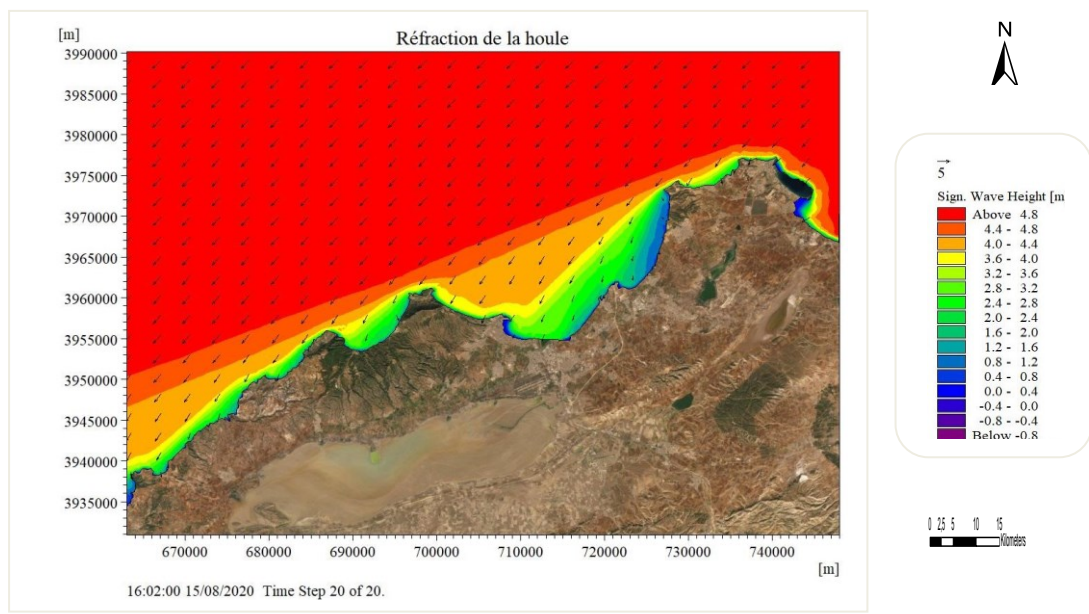 Réfraction de la houle
[m]
3990000
3985000
3980000
3975000
3970000
3965000
3960000
3955000
3950000
3945000
3940000
3935000
670000 680000 690000 700000 710000 720000 730000 740000
[m]
16:02:00 15/08/2020 Time Step 20 of 20.
N
5
Sign. Wave Height [m
Above 4.8
4.4 - 4.8
4.0 - 4.4
3.6 - 4.0
3.2 - 3.6
2.8 - 3.2
2.4 - 2.8
2.0 - 2.4
1.6 - 2.0
1.2 - 1.6
0.8 - 1.2
0.4 - 0.8
0.0 - 0.4
-0.4 - 0.0
-0.8 - -0.4
Below -0.8
0 2,5 5 10 15
Kilometers